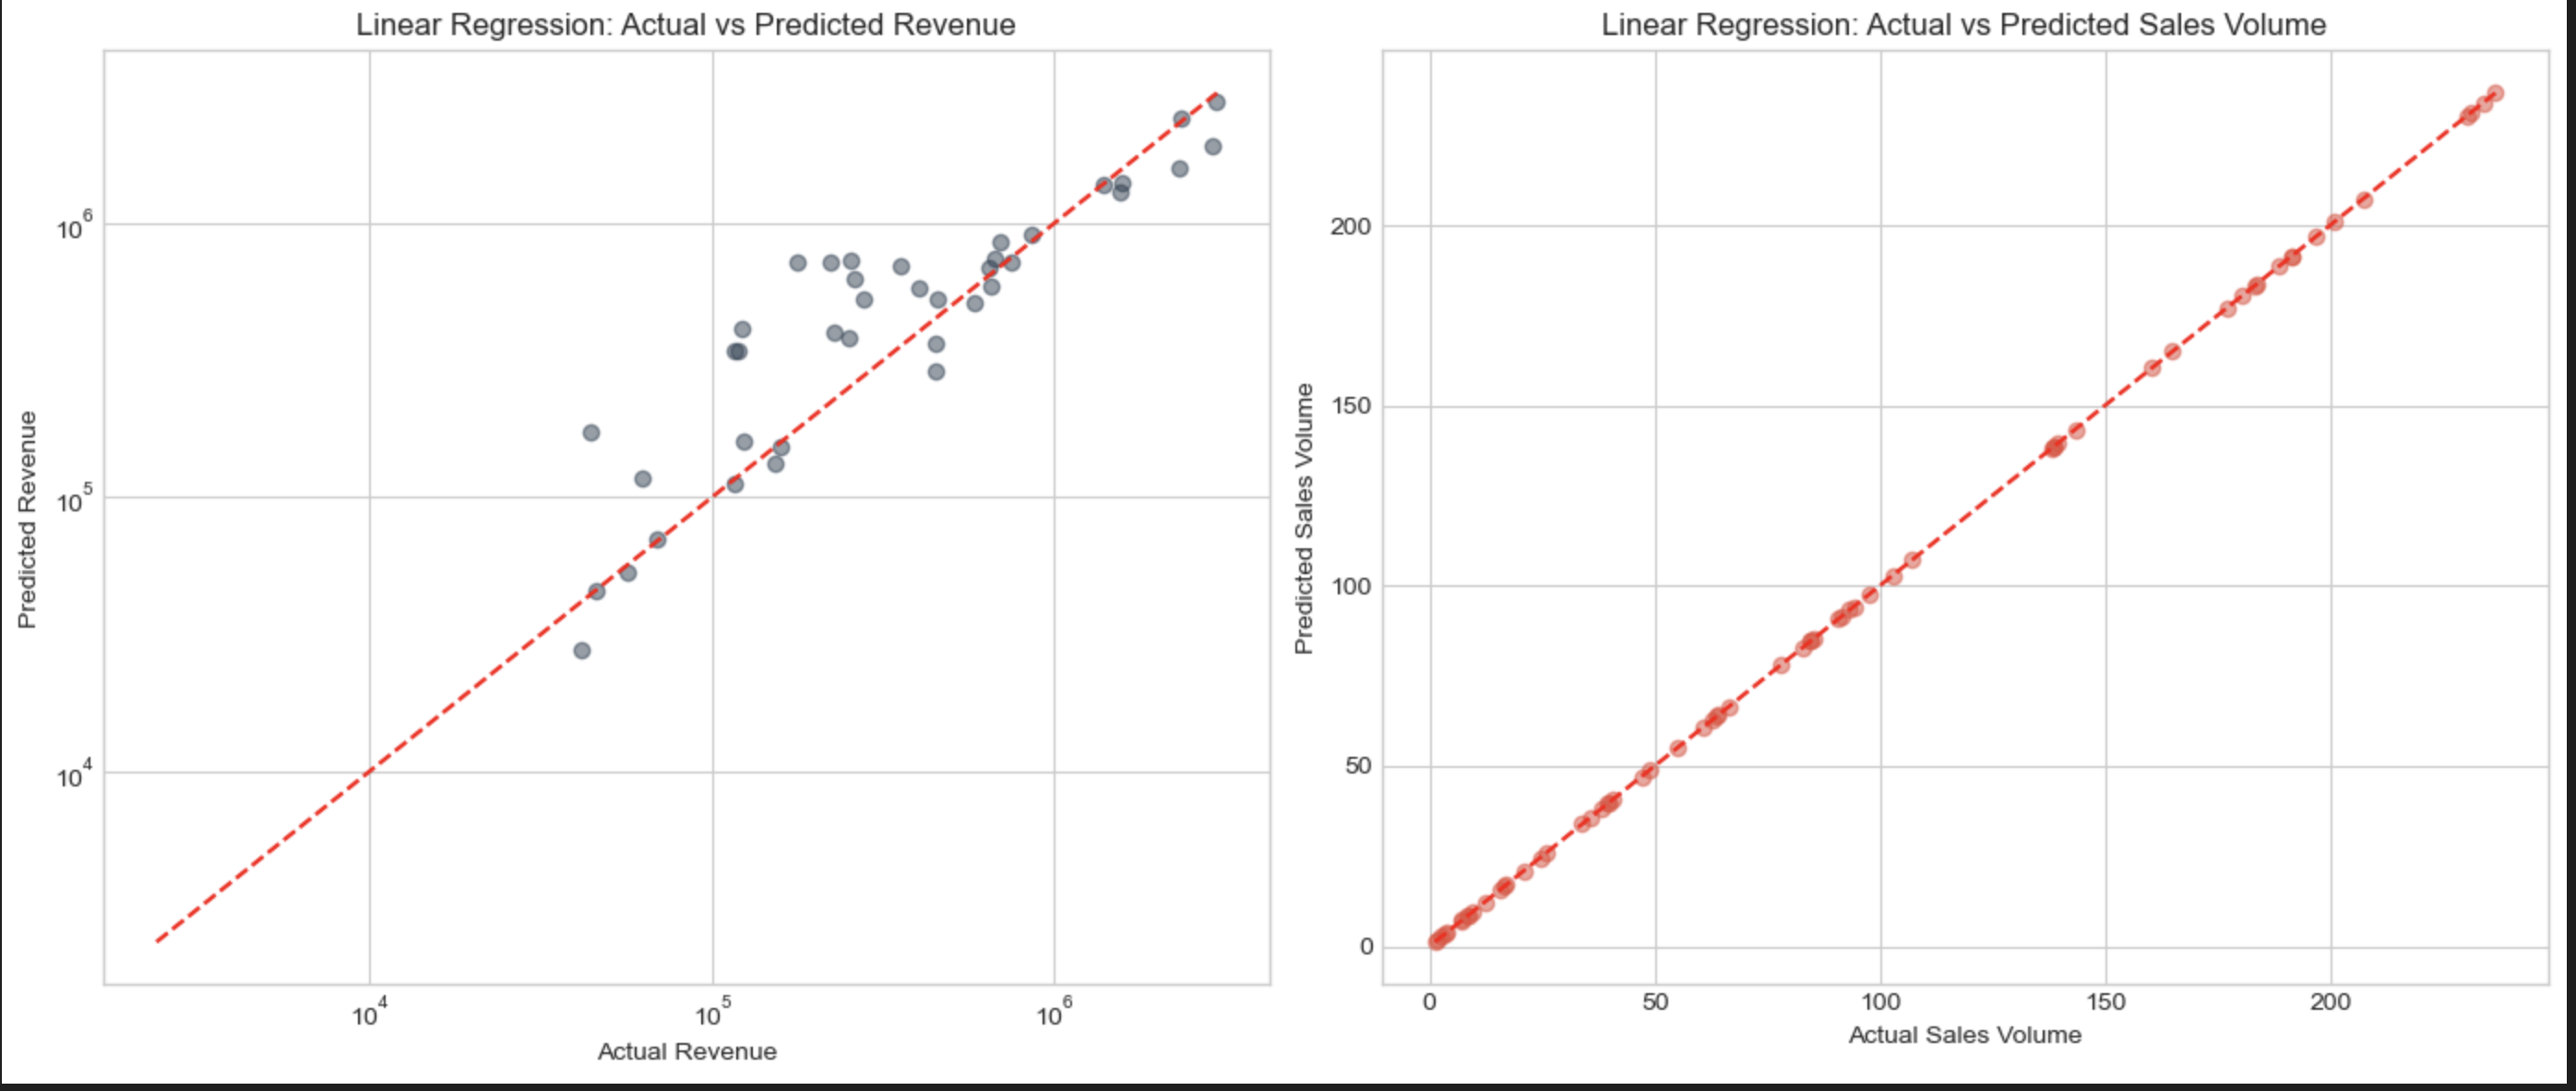 Linear Regression: Actual vs Predicted Revenue
Predicted Revenue
10^6
10^5
10^4
10^4 10^5 10^6
Actual Revenue
Linear Regression: Actual vs Predicted Sales Volume
Predicted Sales Volume
200
150
100
50
0
0 50 100 150 200
Actual Sales Volume